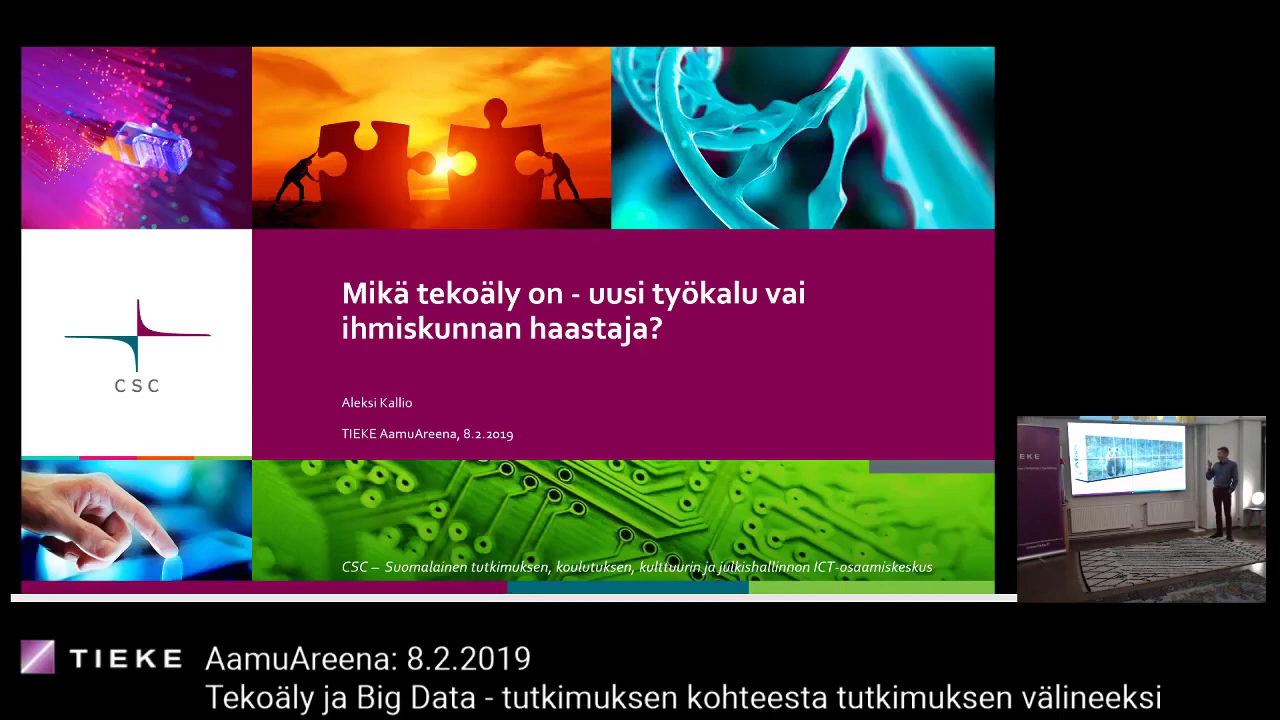 Mikä tekoäly on - uusi työkalu vai
ihmiskunnan haastaja?
CSC
Aleksi Kallio
TIEKE AamuAreena, 8.2.2019
CSC – Suomalainen tutkimuksen, koulutuksen, kulttuurin ja julkishallinnon ICT-osaamiskeskus
TIEKE
AamuAreena: 8.2.2019
Tekoäly ja Big Data - tutkimuksen kohteesta tutkimuksen välineeksi